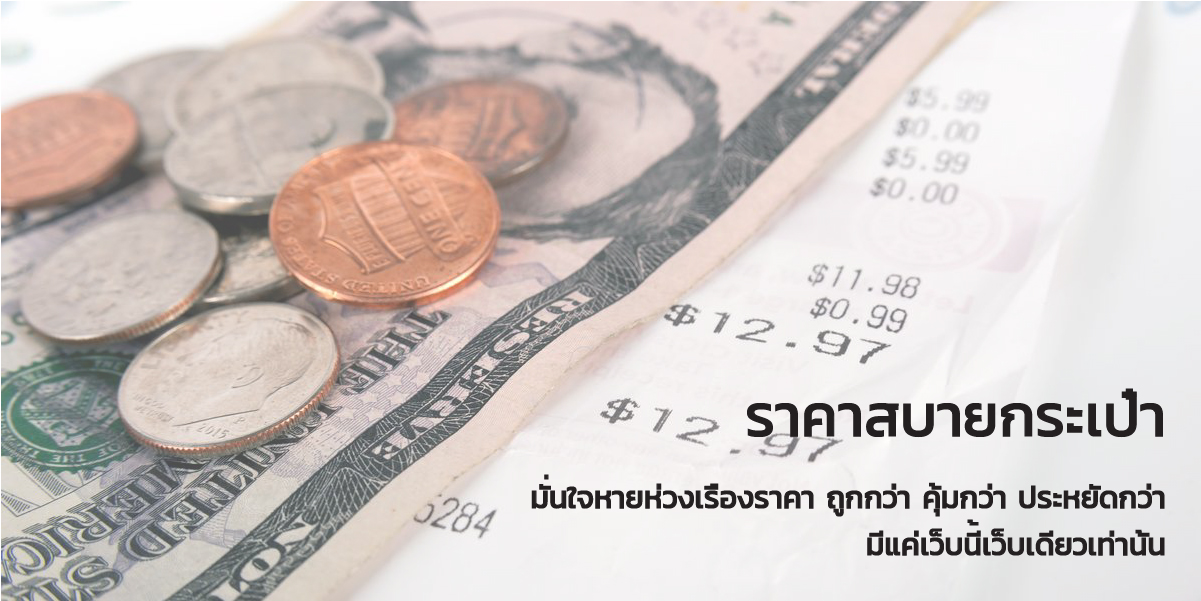 $5.99
$0.00
$5.99
$0.00
$11.98
$0.99
$12.97
$12.97
5284
ราคาสบายกระเป๋า
มั่นใจหายห่วงเรื่องราคา ถูกกว่า คุ้มกว่า ประหยัดกว่า
มีแค่เว็บนี้เว็บเดียวเท่านั้น
ONE CENT
UNITED STATES OF
2015
RESERVE
THE UNITED STATES